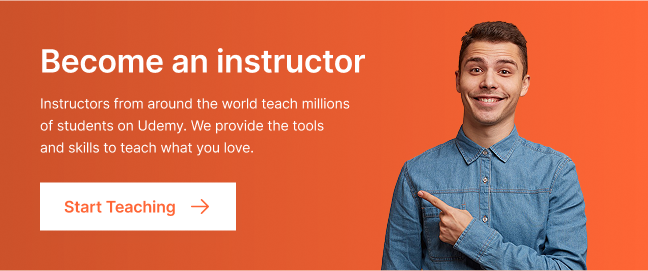 Become an instructor
Instructors from around the world teach millions
of students on Udemy. We provide the tools
and skills to teach what you love.
Start Teaching